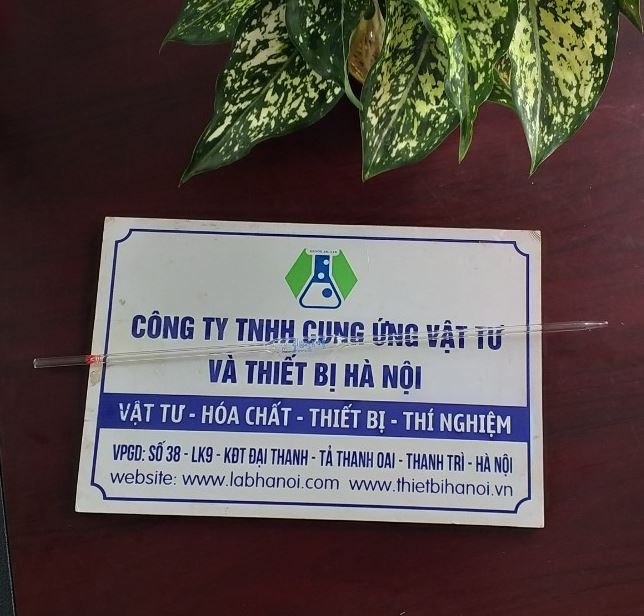 CÔNG TY TNHH CUNG ỨNG VẬT TƯ
VÀ THIẾT BỊ HÀ NỘI
VẬT TƯ - HÓA CHẤT - THIẾT BỊ - THÍ NGHIỆM
VPGD: SỐ 38 - LK9 - KĐT ĐẠI THANH - TẢ THANH OAI - THANH TRÌ - HÀ NỘI
website: www.labhanoi.com www.thietbihanoi.vn